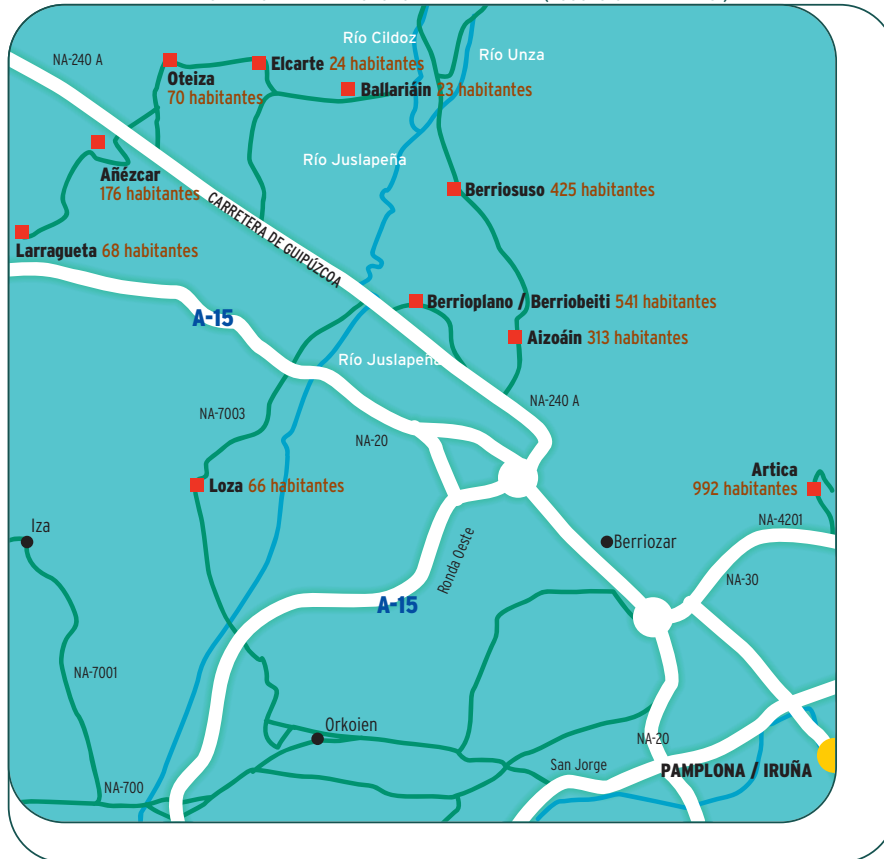 Río Cildoz
Río Unza
NA-240 A
Elcarte 24 habitantes
Oteiza
70 habitantes
Ballariáin 23 habitantes
Río Juslapeña
Añézcar
176 habitantes
Berriosuso 425 habitantes
CARRETERA DE GUIPÚZCOA
Larragueta 68 habitantes
Berrioplano / Berriobeiti 541 habitantes
A-15
Aizoáin 313 habitantes
Río Juslapeña
NA-240 A
NA-7003
NA-20
Artica
992 habitantes
Loza 66 habitantes
NA-4201
Iza
Berriozar
Ronda Oeste
NA-30
A-15
NA-7001
Orkoien
NA-20
San Jorge
PAMPLONA / IRUÑA
NA-700